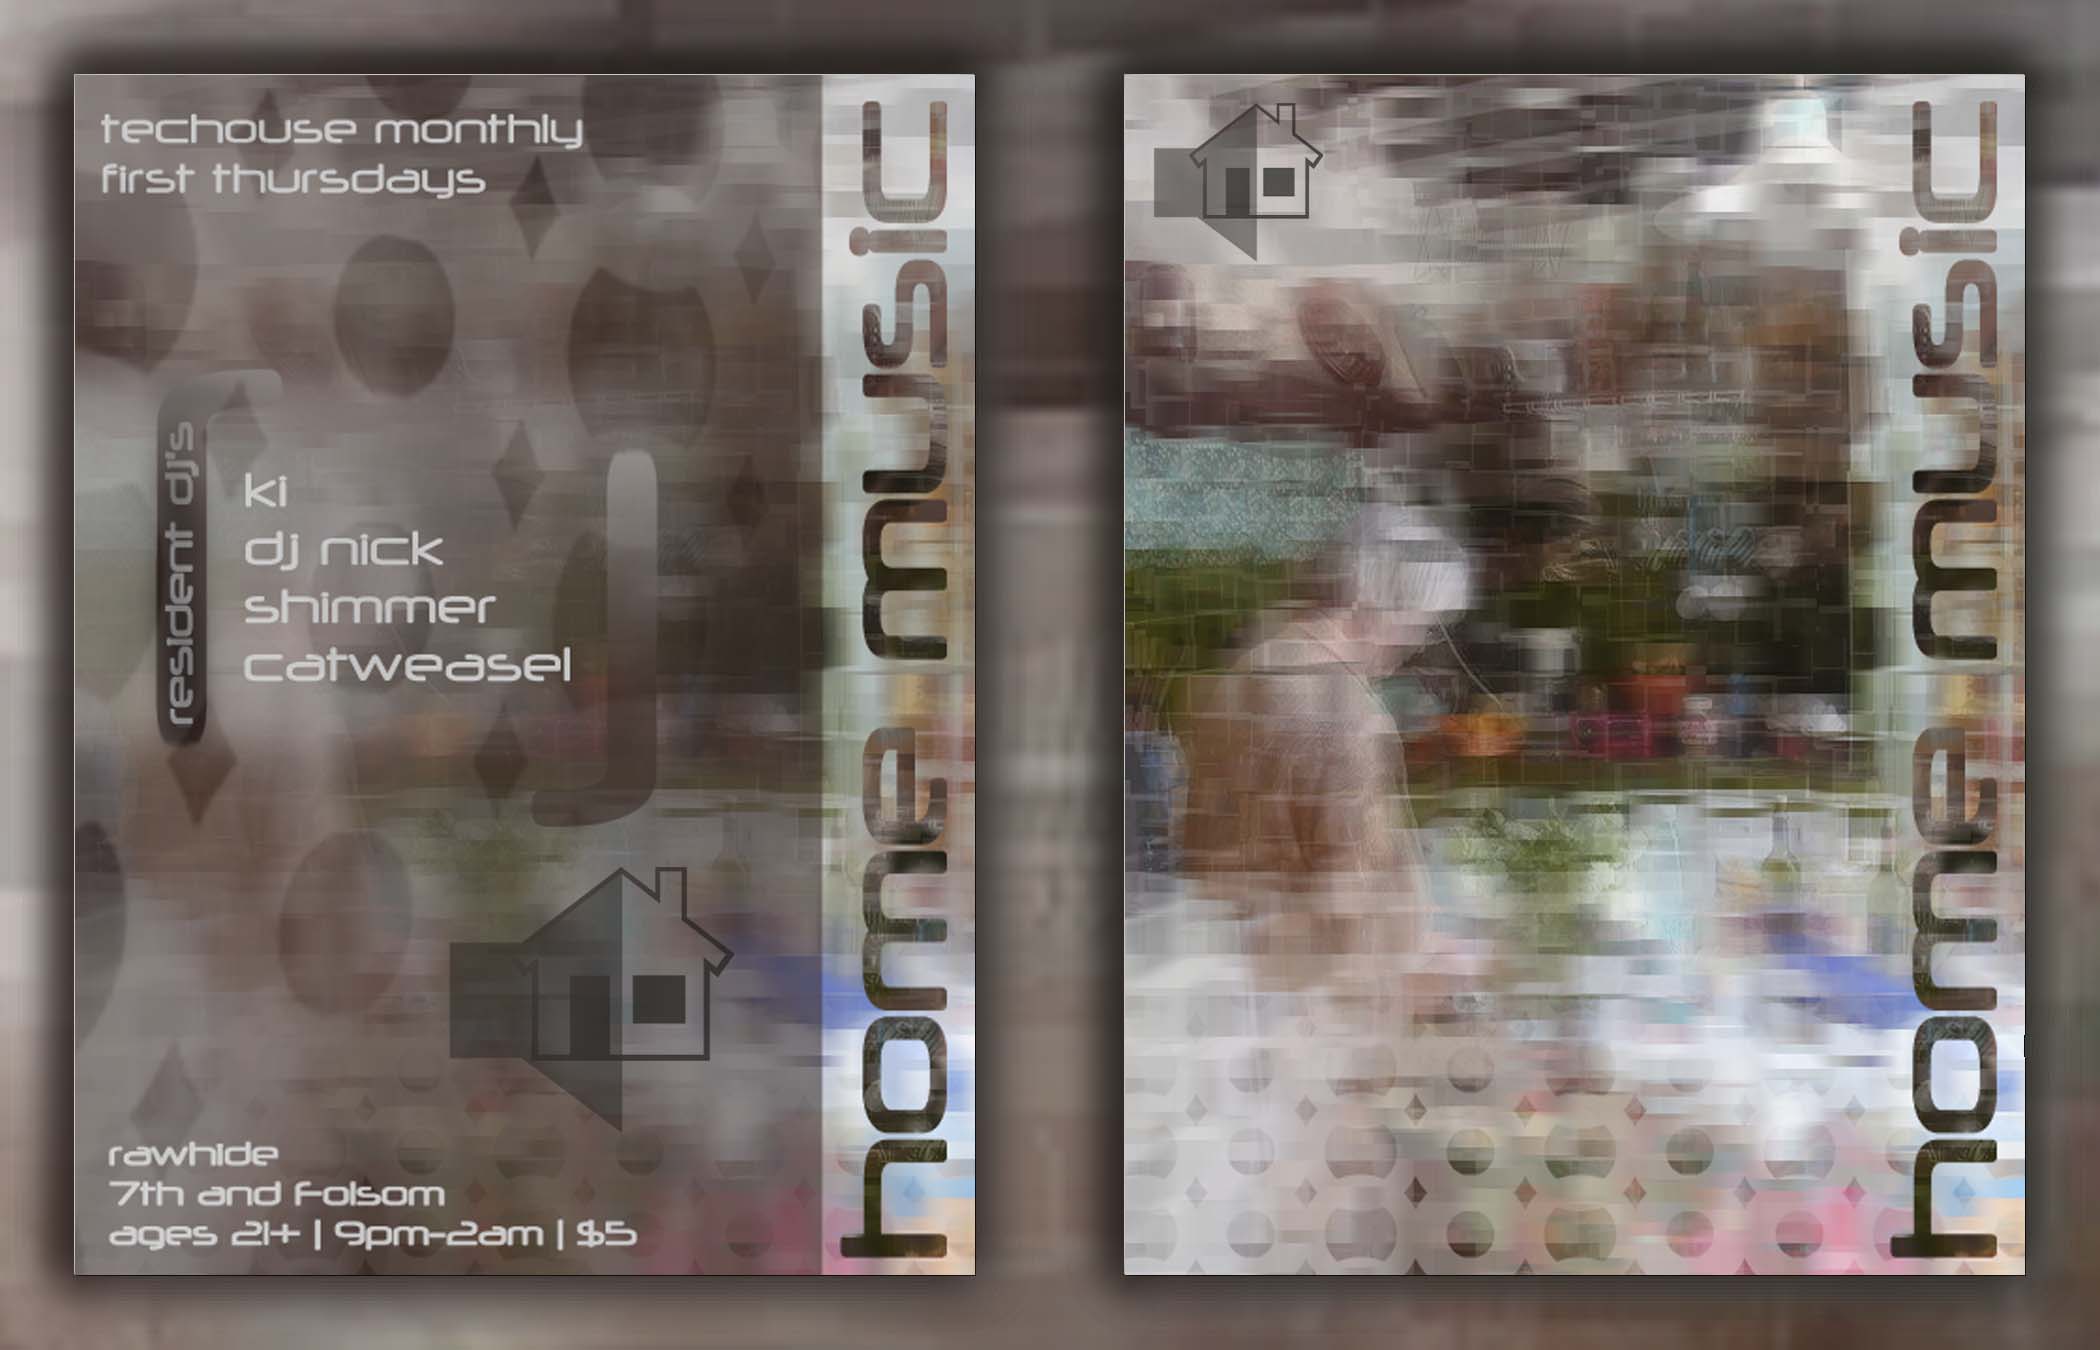 techouse monthly
first thursdays
resident dj's
ki
dj nick
shimmer
catweasel
rawhide
7th and Folsom
ages 21+ | 9pm-2am | $5
home music
home music